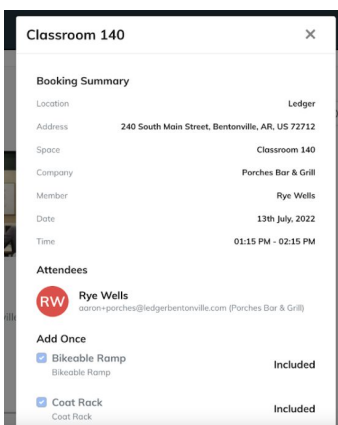 Classroom 140 ×
Booking Summary
Location Ledger
Address 240 South Main Street, Bentonville, AR, US 72712
Space Classroom 140
Company Porches Bar & Grill
Member Rye Wells
Date 13th July, 2022
Time 01:15 PM - 02:15 PM
Attendees
RW Rye Wells
aaron+porches@ledgerbentonville.com (Porches Bar & Grill)
Add Once
Bikeable Ramp Included
Bikeable Ramp
Coat Rack Included
Coat Rack